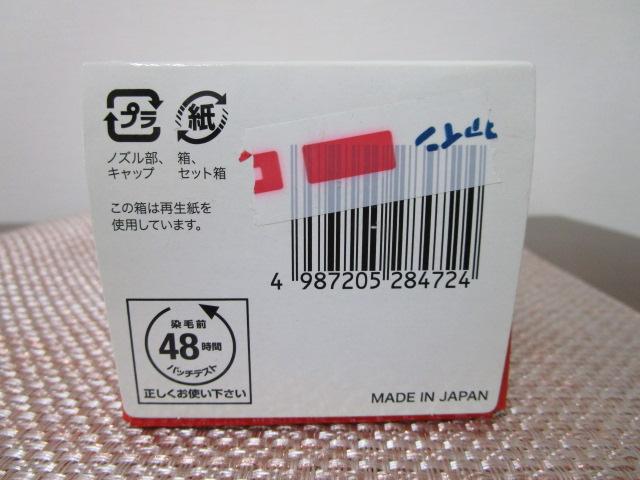 プラ 紙
ノズル部、 箱、
キャップ セット箱
この箱は再生紙を
使用しています。
4 987205 284724
染毛前
48時間
パッチテスト
正しくお使い下さい
MADE IN JAPAN